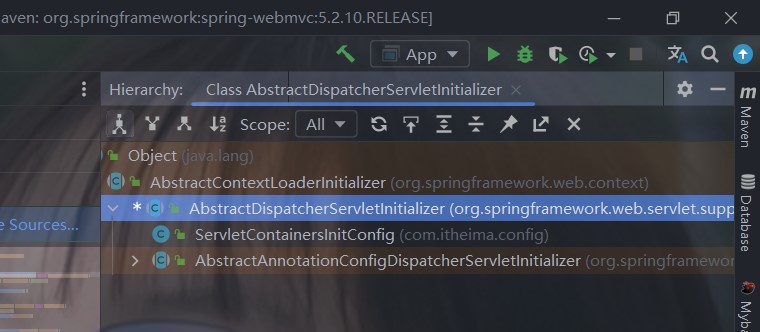 aven: org.springframework:spring-webmvc:5.2.10.RELEASE]
App
Hierarchy: Class AbstractDispatcherServletInitializer
Scope: All
Object (java.lang)
AbstractContextLoaderInitializer (org.springframework.web.context)
e Sources...
* AbstractDispatcherServletInitializer (org.springframework.web.servlet.supp
ServletContainersInitConfig (com.itheima.config)
AbstractAnnotationConfigDispatcherServletInitializer (org.springframewor
Maven
Database
Myba